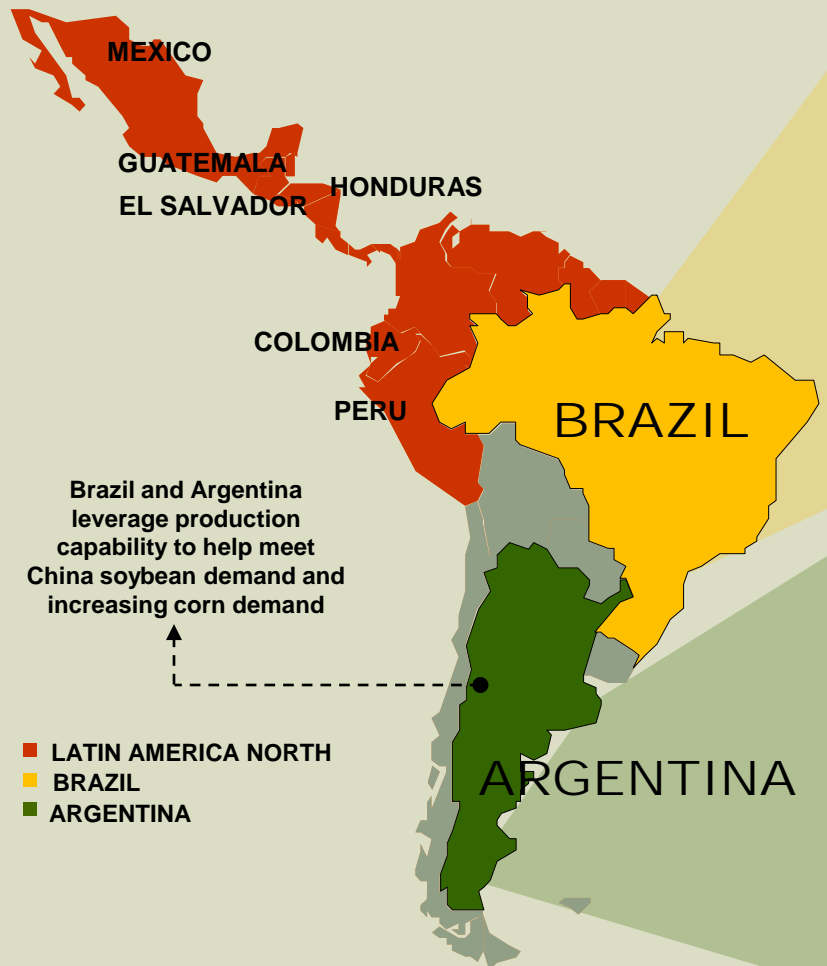 MEXICO
GUATEMALA
HONDURAS
EL SALVADOR
COLOMBIA
PERU
BRAZIL
Brazil and Argentina
leverage production
capability to help meet
China soybean demand and
increasing corn demand
LATIN AMERICA NORTH
BRAZIL
ARGENTINA
ARGENTINA